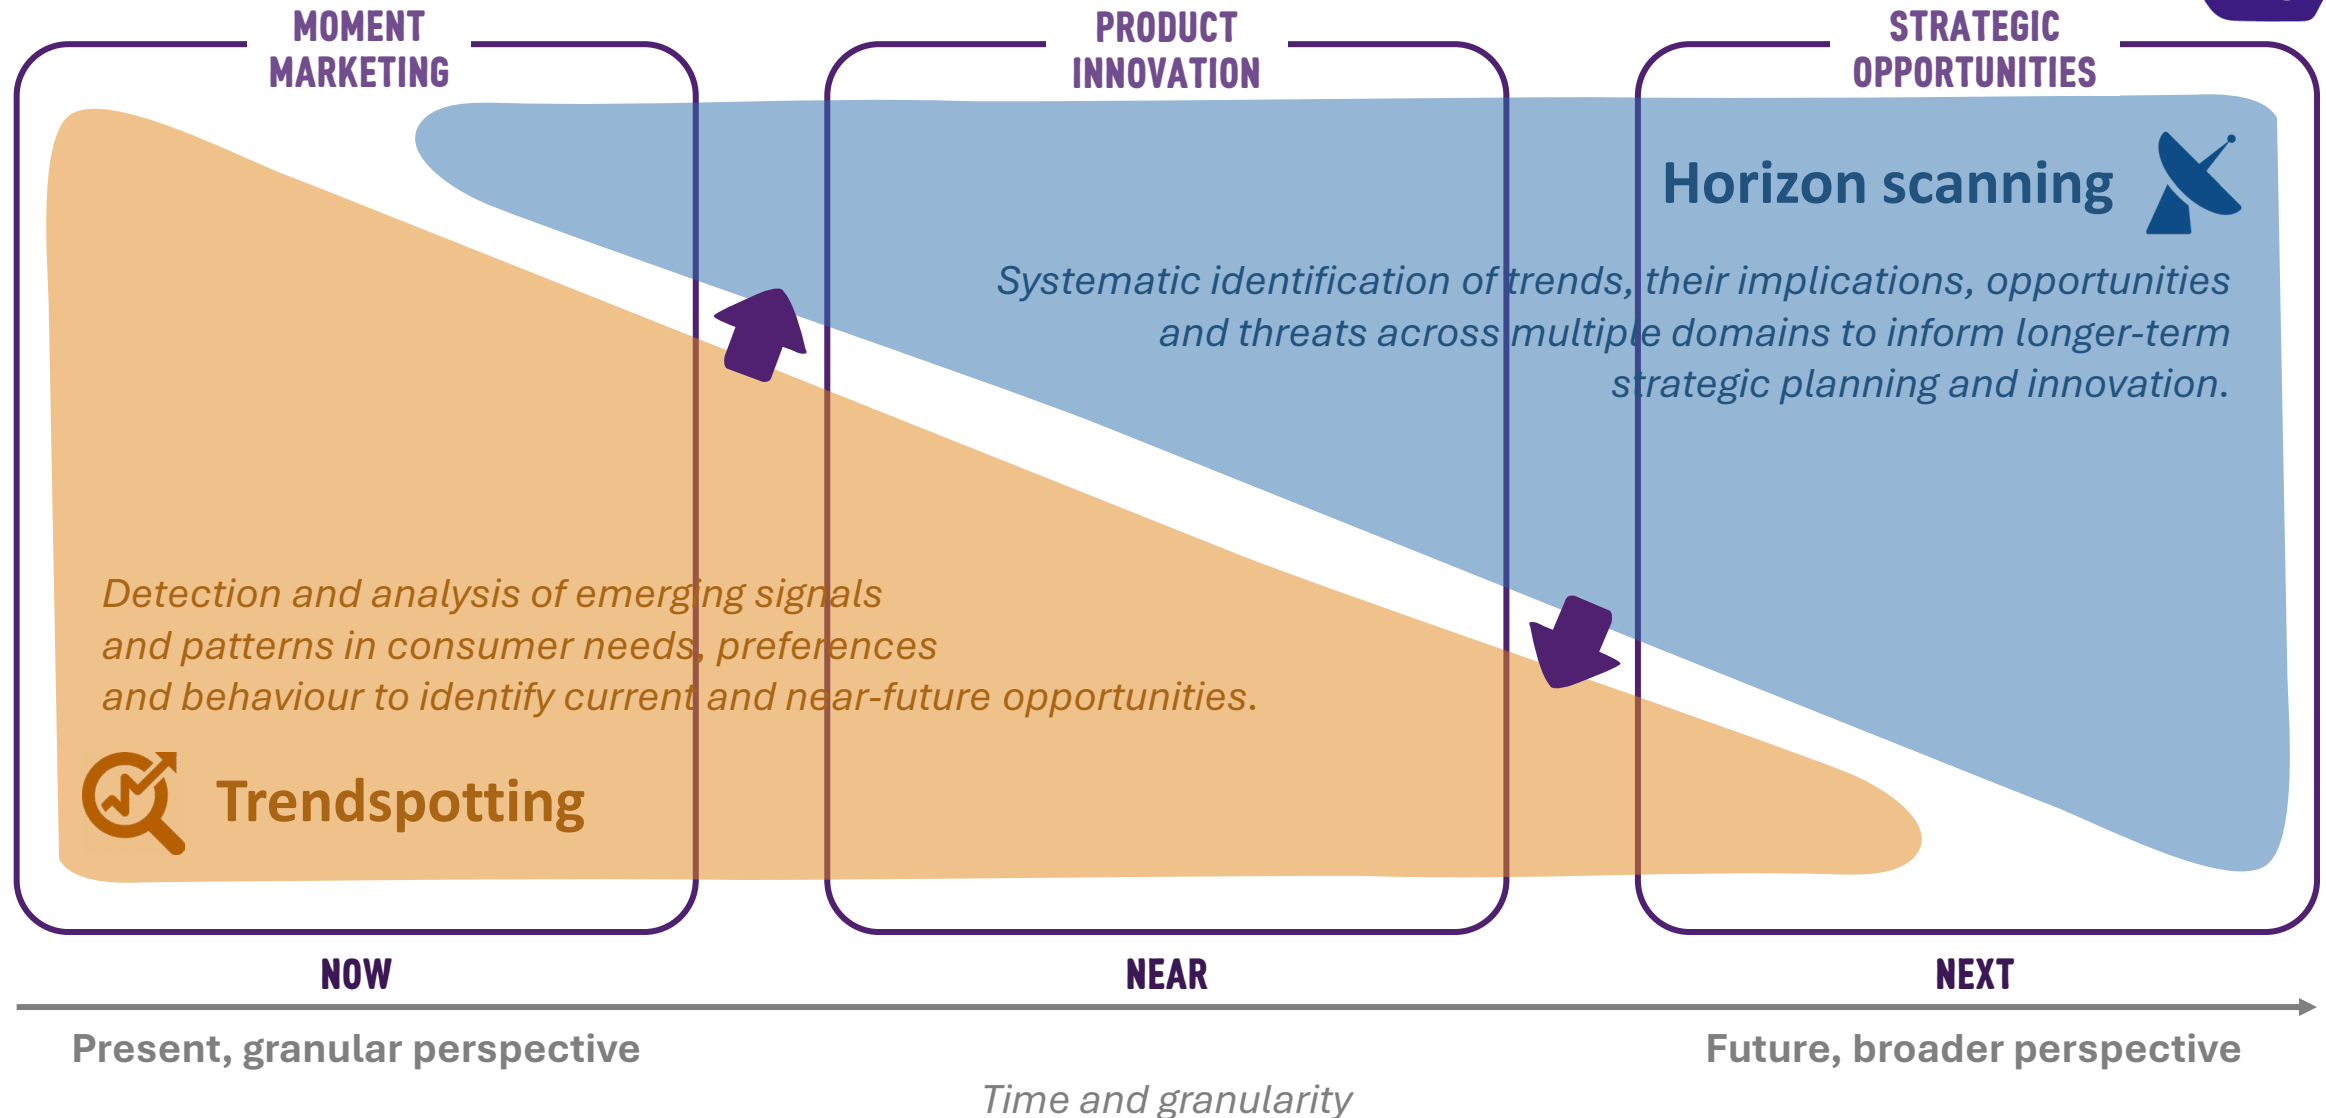 MOMENT
MARKETING
PRODUCT
INNOVATION
STRATEGIC
OPPORTUNITIES
Horizon scanning
Systematic identification of trends, their implications, opportunities
and threats across multiple domains to inform longer-term
strategic planning and innovation.
Detection and analysis of emerging signals
and patterns in consumer needs, preferences
and behaviour to identify current and near-future opportunities.
Trendspotting
NOW
NEAR
NEXT
Present, granular perspective
Future, broader perspective
Time and granularity